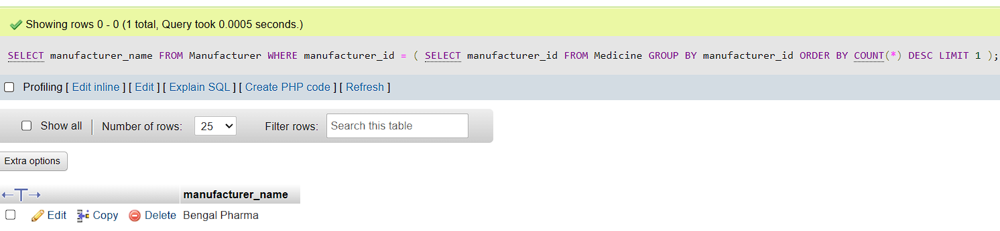 Showing rows 0 - 0 (1 total, Query took 0.0005 seconds.)
SELECT manufacturer_name FROM Manufacturer WHERE manufacturer_id = ( SELECT manufacturer_id FROM Medicine GROUP BY manufacturer_id ORDER BY COUNT(*) DESC LIMIT 1 );
Profiling [ Edit inline ] [ Edit ] [ Explain SQL ] [ Create PHP code ] [ Refresh ]
Show all Number of rows: 25 Filter rows: Search this table
Extra options
manufacturer_name
Edit Copy Delete Bengal Pharma